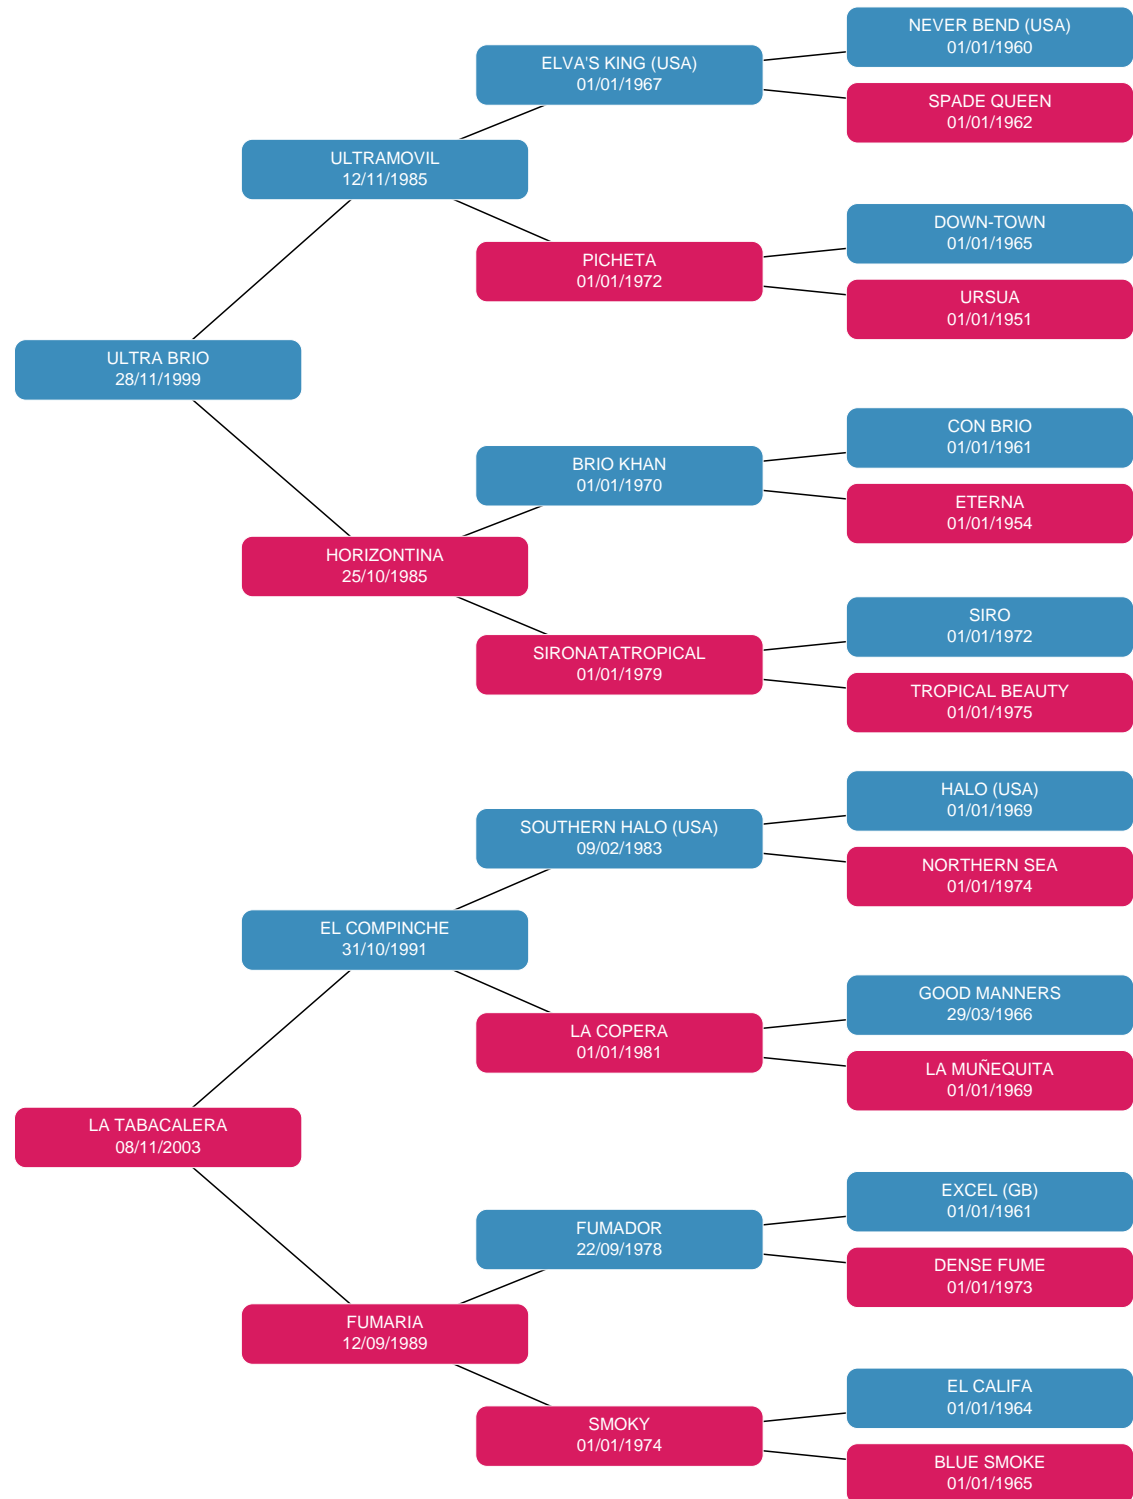 NEVER BEND (USA)
01/01/1960
ELVA'S KING (USA)
01/01/1967
SPADE QUEEN
01/01/1962
ULTRAMOVIL
12/11/1985
DOWN-TOWN
01/01/1965
PICHETA
01/01/1972
URSUA
01/01/1951
ULTRA BRIO
28/11/1999
CON BRIO
01/01/1961
BRIO KHAN
01/01/1970
ETERNA
01/01/1954
HORIZONTINA
25/10/1985
SIRO
01/01/1972
SIRONATATROPICAL
01/01/1979
TROPICAL BEAUTY
01/01/1975
HALO (USA)
01/01/1969
SOUTHERN HALO (USA)
09/02/1983
NORTHERN SEA
01/01/1974
EL COMPINCHE
31/10/1991
GOOD MANNERS
29/03/1966
LA COPERA
01/01/1981
LA MUÑEQUITA
01/01/1969
LA TABACALERA
08/11/2003
EXCEL (GB)
01/01/1961
FUMADOR
22/09/1978
DENSE FUME
01/01/1973
FUMARIA
12/09/1989
EL CALIFA
01/01/1964
SMOKY
01/01/1974
BLUE SMOKE
01/01/1965